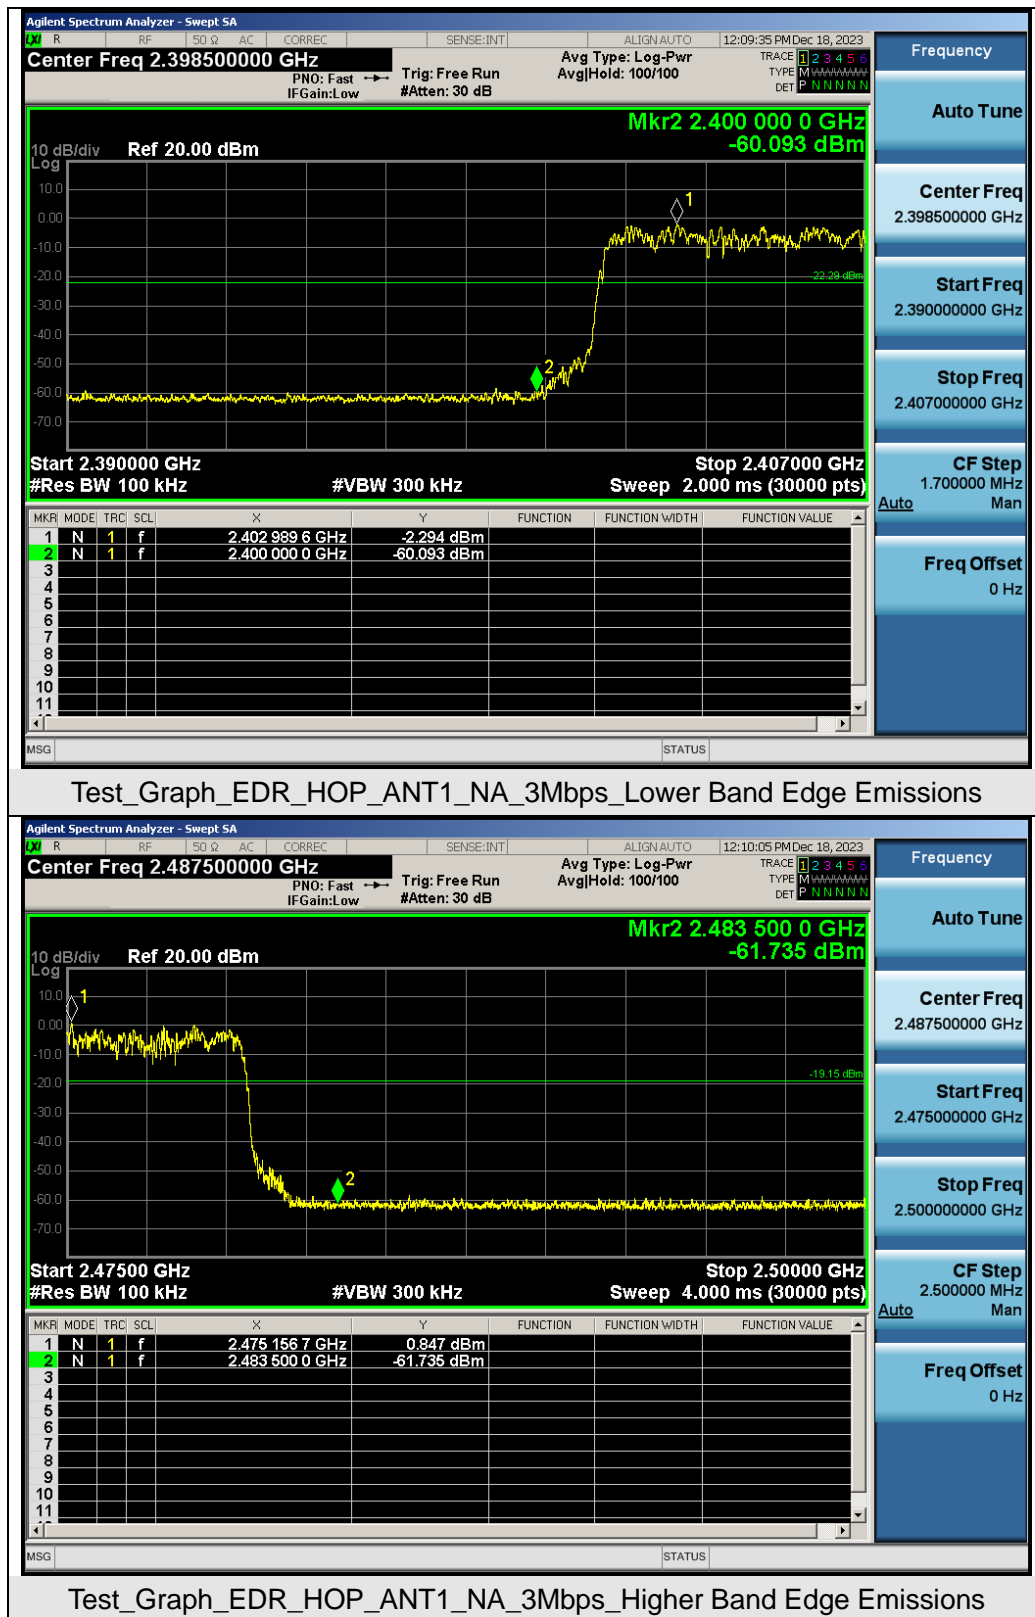 Agilent Spectrum Analyzer - Swept SA
LXI R RF 50 Ω AC CORREC SENSE:INT ALIGN AUTO 12:09:35 PM Dec 18, 2023
Center Freq 2.398500000 GHz
Avg Type: Log-Pwr
TRACE 1 2 3 4 5 6
PNO: Fast Trig: Free Run Avg|Hold: 100/100
TYPE M WWWWW
IFGain:Low #Atten: 30 dB
DET P N N N N N
Mkr2 2.400 000 0 GHz
-60.093 dBm
10 dB/div Ref 20.00 dBm
Log
10.0
1
0.00
-10.0
-20.0
-22.29 dBm
-30.0
-40.0
-50.0
2
-60.0
-70.0
Start 2.390000 GHz Stop 2.407000 GHz
#Res BW 100 kHz #VBW 300 kHz Sweep 2.000 ms (30000 pts)
MKR MODE TRC SCL X Y FUNCTION FUNCTION WIDTH FUNCTION VALUE
1 N 1 f 2.402 989 6 GHz -2.294 dBm
2 N 1 f 2.400 000 0 GHz -60.093 dBm
3
4
5
6
7
8
9
10
11
MSG STATUS
Frequency
Auto Tune
Center Freq
2.398500000 GHz
Start Freq
2.390000000 GHz
Stop Freq
2.407000000 GHz
CF Step
1.700000 MHz
Auto Man
Freq Offset
0 Hz
Test_Graph_EDR_HOP_ANT1_NA_3Mbps_Lower Band Edge Emissions
Agilent Spectrum Analyzer - Swept SA
LXI R RF 50 Ω AC CORREC SENSE:INT ALIGN AUTO 12:10:05 PM Dec 18, 2023
Center Freq 2.487500000 GHz
Avg Type: Log-Pwr
TRACE 1 2 3 4 5 6
PNO: Fast Trig: Free Run Avg|Hold: 100/100
TYPE M WWWWW
IFGain:Low #Atten: 30 dB
DET P N N N N N
Mkr2 2.483 500 0 GHz
-61.735 dBm
10 dB/div Ref 20.00 dBm
Log
10.0
1
0.00
-10.0
-19.15 dBm
-20.0
-30.0
-40.0
-50.0
2
-60.0
-70.0
Start 2.47500 GHz Stop 2.50000 GHz
#Res BW 100 kHz #VBW 300 kHz Sweep 4.000 ms (30000 pts)
MKR MODE TRC SCL X Y FUNCTION FUNCTION WIDTH FUNCTION VALUE
1 N 1 f 2.475 156 7 GHz 0.847 dBm
2 N 1 f 2.483 500 0 GHz -61.735 dBm
3
4
5
6
7
8
9
10
11
MSG STATUS
Frequency
Auto Tune
Center Freq
2.487500000 GHz
Start Freq
2.475000000 GHz
Stop Freq
2.500000000 GHz
CF Step
2.500000 MHz
Auto Man
Freq Offset
0 Hz
Test_Graph_EDR_HOP_ANT1_NA_3Mbps_Higher Band Edge Emissions